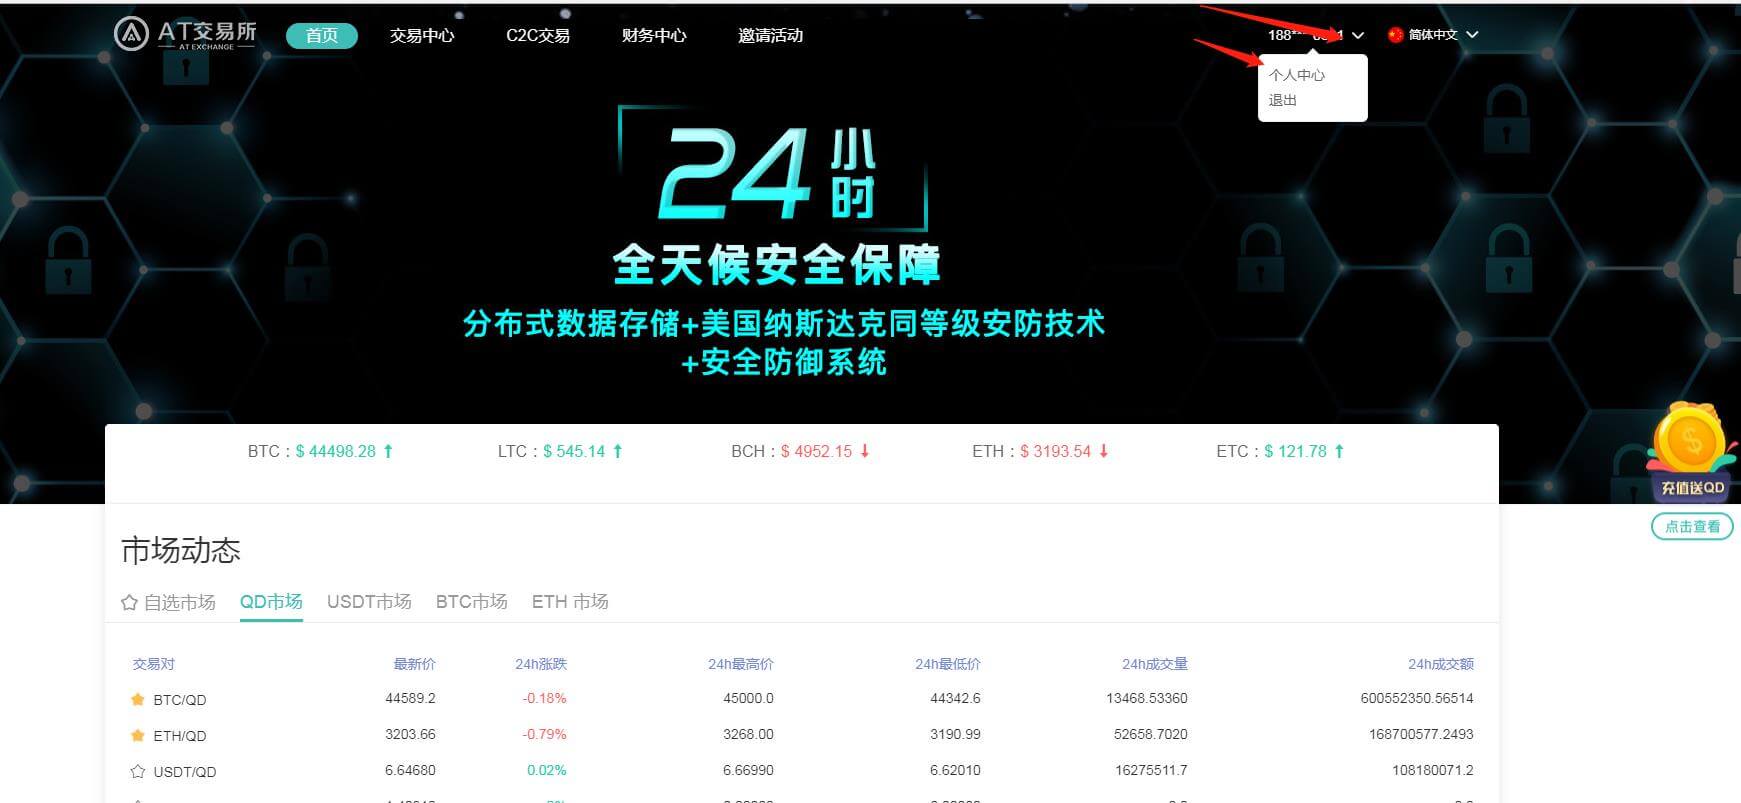 AT交易所
AT EXCHANGE
首页 交易中心 C2C交易 财务中心 邀请活动
简体中文
个人中心
退出
24小时
全天候安全保障
分布式数据存储+美国纳斯达克同等级安防技术
+安全防御系统
BTC：$ 44498.28 ↑ LTC：$ 545.14 ↑ BCH：$ 4952.15 ↓ ETH：$ 3193.54 ↓ ETC：$ 121.78 ↑
充值送QD
点击查看
市场动态
自选市场 QD市场 USDT市场 BTC市场 ETH 市场
交易对 最新价 24h涨跌 24h最高价 24h最低价 24h成交量 24h成交额
BTC/QD 44589.2 -0.18% 45000.0 44342.6 13468.53360 600552350.56514
ETH/QD 3203.66 -0.79% 3268.00 3190.99 52658.7020 168700577.2493
USDT/QD 6.64680 0.02% 6.66990 6.62010 16275511.7 108180071.2